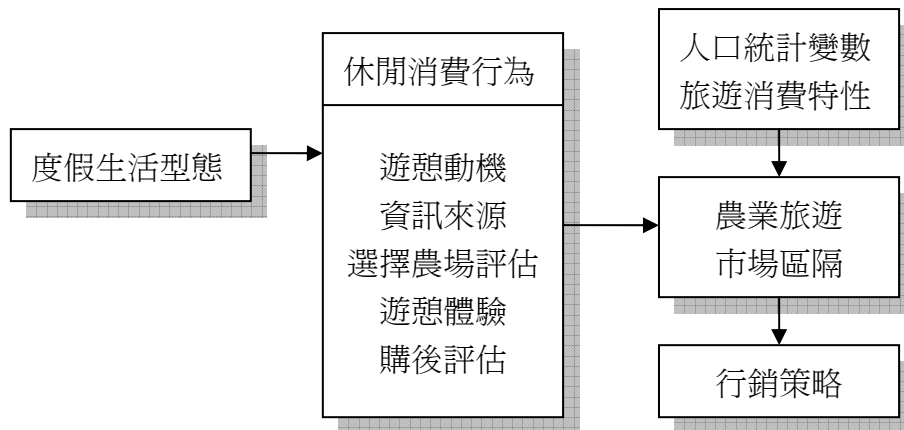 度假生活型態
休閒消費行為
遊憩動機
資訊來源
選擇農場評估
遊憩體驗
購後評估
人口統計變數
旅遊消費特性
農業旅遊
市場區隔
行銷策略